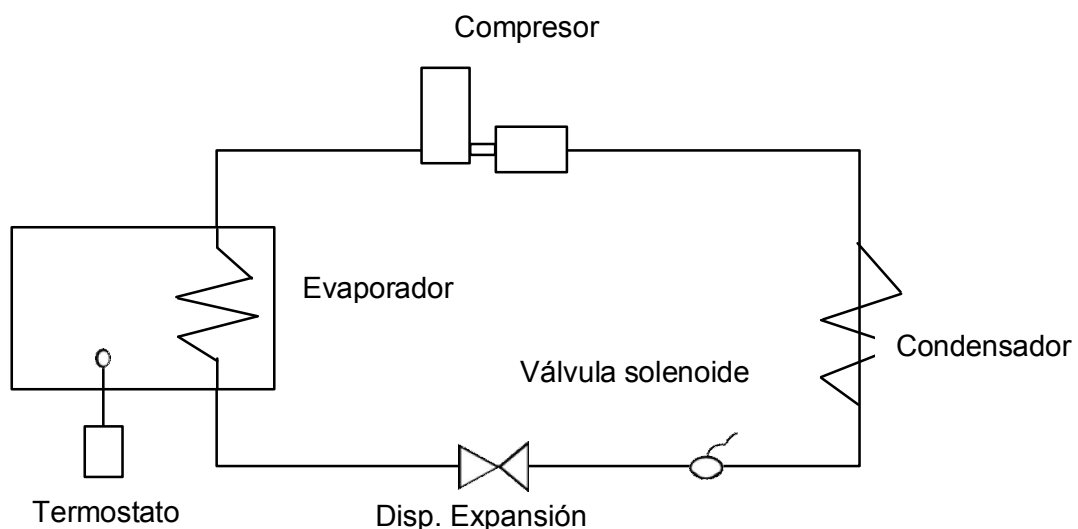 Compresor
Evaporador
Condensador
Válvula solenoide
Termostato
Disp. Expansión